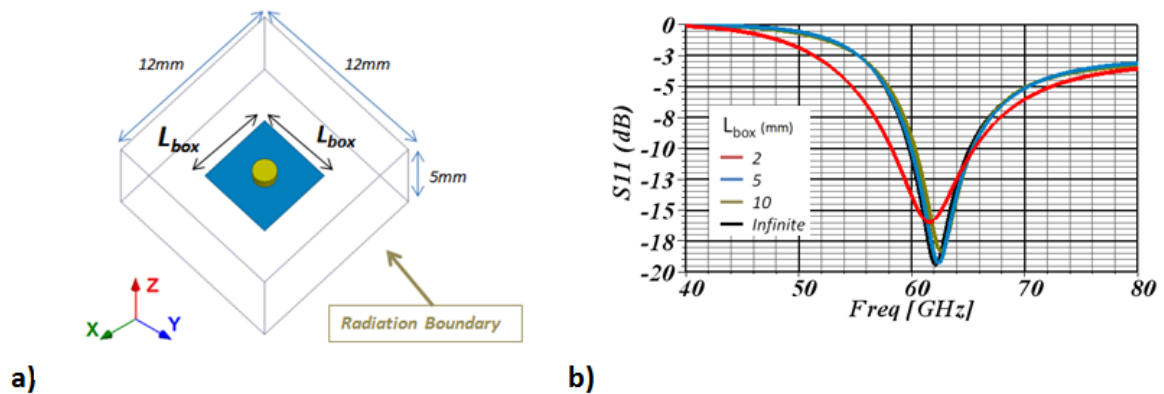 12mm
12mm
L_box
L_box
5mm
Z
X
Y
Radiation Boundary
a)
0
-3
-5
-8
-10
-13
-15
-18
-20
S11 (dB)
L_box (mm)
2
5
10
Infinite
40 50 60 70 80
Freq [GHz]
b)